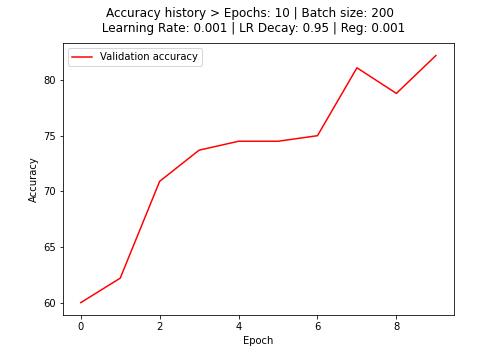 Accuracy history > Epochs: 10 | Batch size: 200
Learning Rate: 0.001 | LR Decay: 0.95 | Reg: 0.001
Validation accuracy
80
75
70
65
60
Accuracy
0 2 4 6 8
Epoch